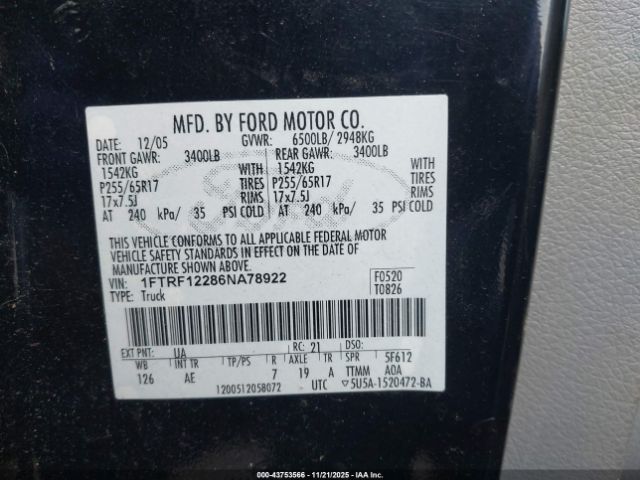 MFD. BY FORD MOTOR CO.
DATE: 12/05 GVWR: 6500LB/ 2948KG
FRONT GAWR: 3400LB REAR GAWR: 3400LB
1542KG WITH 1542KG WITH
P255/65R17 TIRES P255/65R17 TIRES
17x7.5J RIMS 17x7.5J RIMS
AT 240 kPa/ 35 PSI COLD AT 240 kPa/ 35 PSI COLD
Ford
THIS VEHICLE CONFORMS TO ALL APPLICABLE FEDERAL MOTOR
VEHICLE SAFETY STANDARDS IN EFFECT ON THE DATE OF
MANUFACTURE SHOWN ABOVE.
VIN: 1FTRF12286NA78922 F0520
TYPE: Truck T0826
EXT PNT: UA RC: 21 DSO:
WB INT TR TP/PS R AXLE TR SPR 5F612
126 AE 7 19 A TTMM AOA
1200512058072 UTC ▽5U5A-1520472-BA
000-43753566 - 11/21/2025 - IAA Inc.